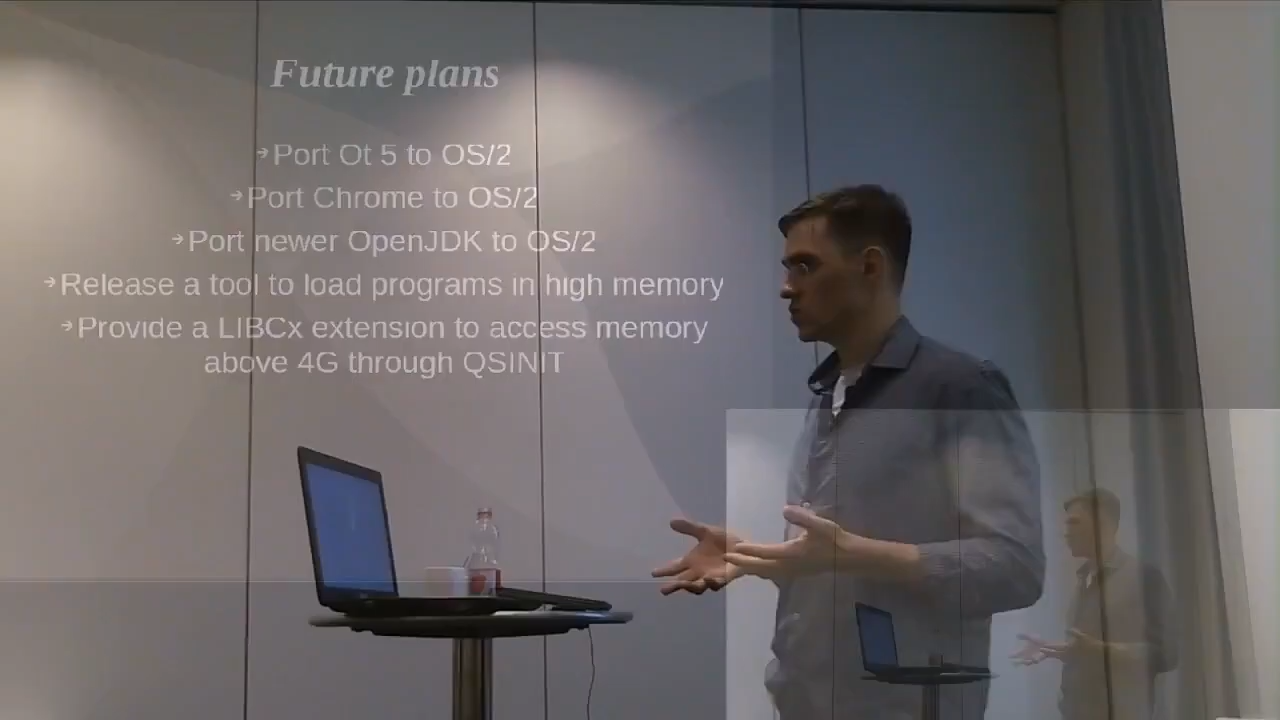 Future plans
→Port Qt 5 to OS/2
→Port Chrome to OS/2
→Port newer OpenJDK to OS/2
→Release a tool to load programs in high memory
→Provide a LIBCx extension to access memory
above 4G through QSINIT